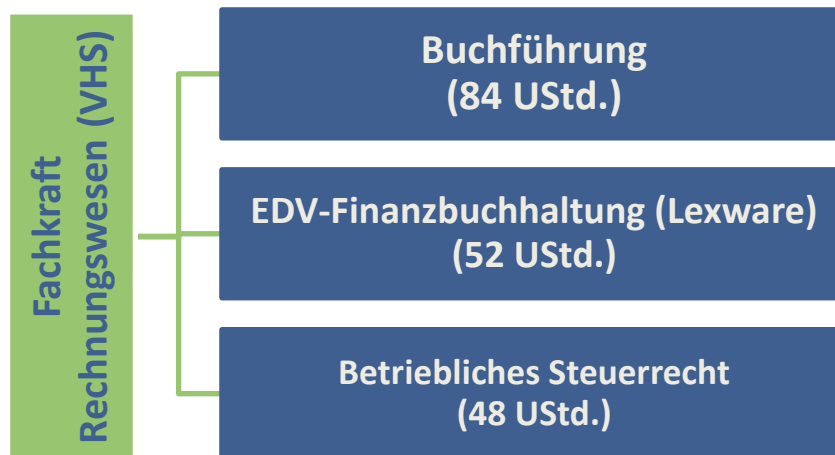 Fachkraft
Rechnungswesen (VHS)
Buchführung
(84 UStd.)
EDV-Finanzbuchhaltung (Lexware)
(52 UStd.)
Betriebliches Steuerrecht
(48 UStd.)